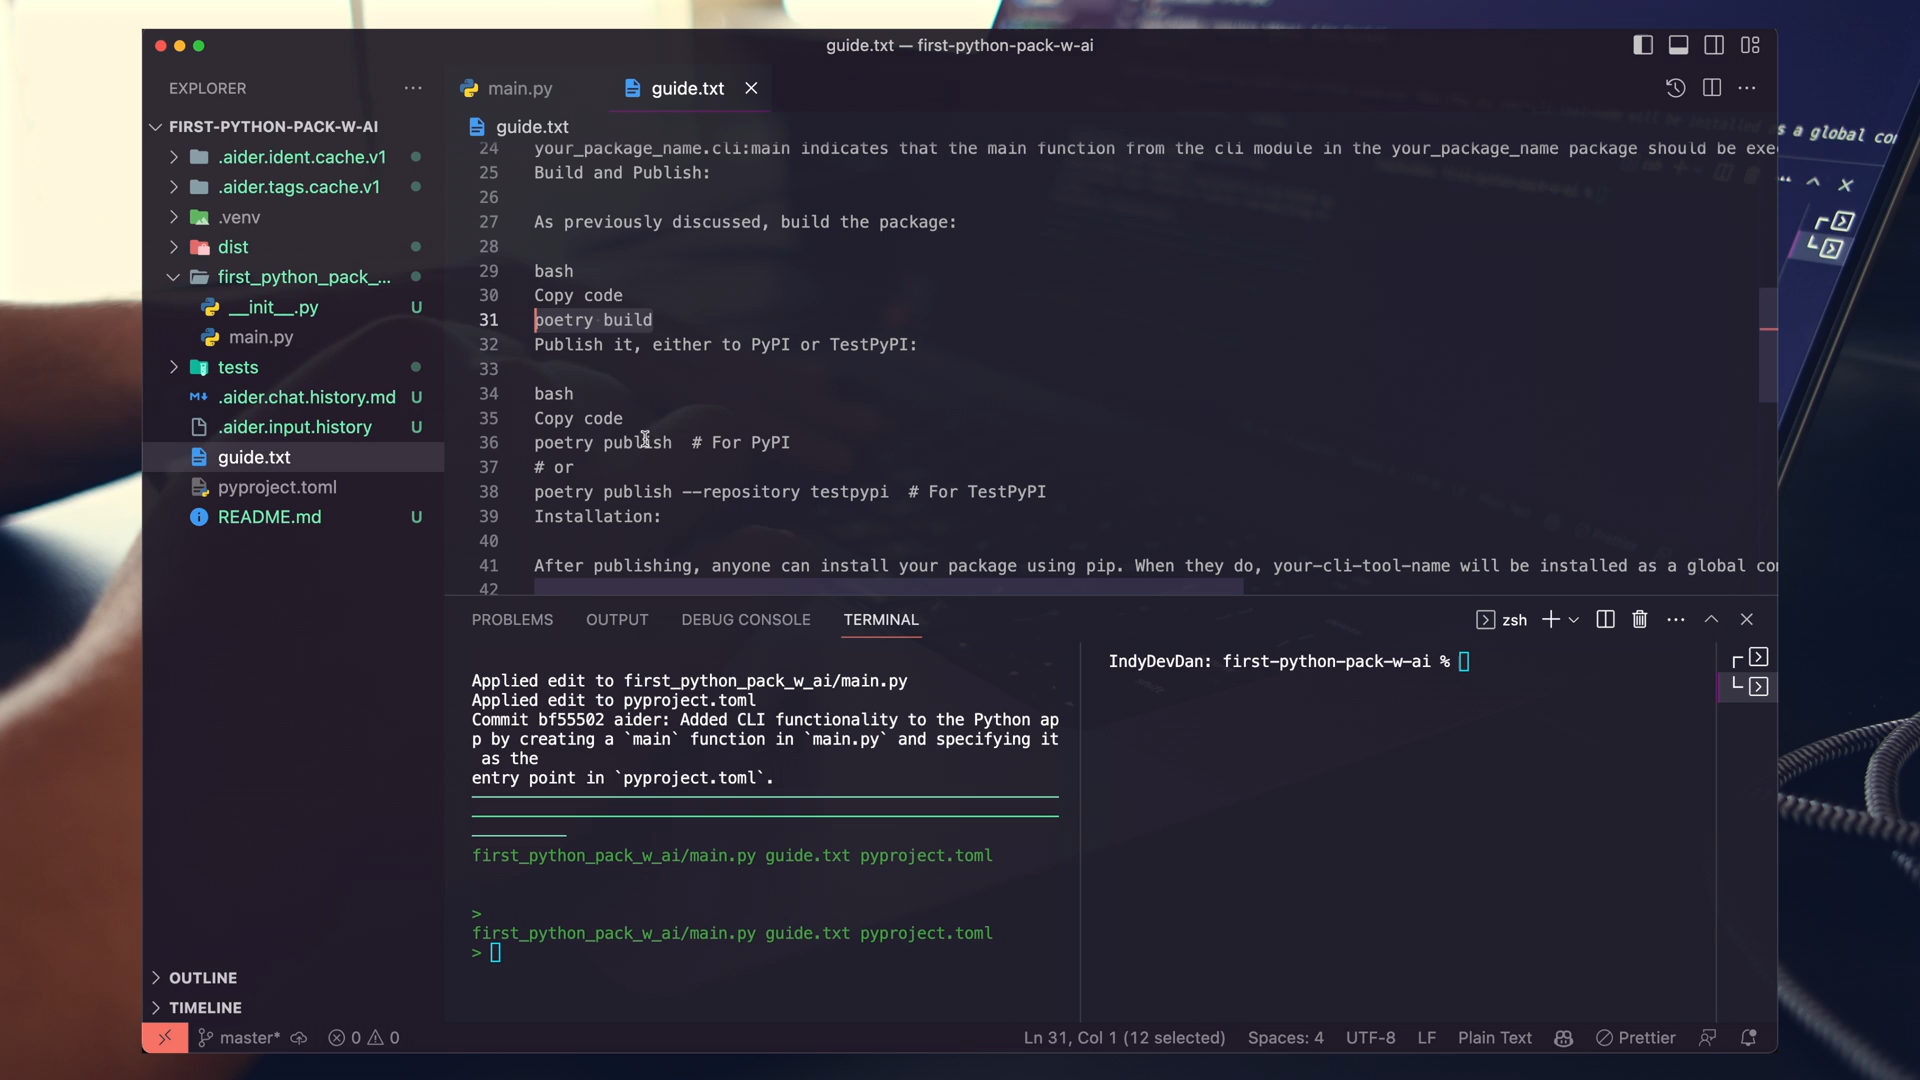 guide.txt — first-python-pack-w-ai
EXPLORER
main.py
guide.txt
FIRST-PYTHON-PACK-W-AI
.aider.ident.cache.v1
.aider.tags.cache.v1
.venv
dist
first_python_pack_...
__init__.py U
main.py
tests
.aider.chat.history.md U
.aider.input.history U
guide.txt
pyproject.toml
README.md U
OUTLINE
TIMELINE
guide.txt
24 your_package_name.cli:main indicates that the main function from the cli module in the your_package_name package should be exe
25 Build and Publish:
26
27 As previously discussed, build the package:
28
29 bash
30 Copy code
31 poetry build
32 Publish it, either to PyPI or TestPyPI:
33
34 bash
35 Copy code
36 poetry publish # For PyPI
37 # or
38 poetry publish --repository testpypi # For TestPyPI
39 Installation:
40
41 After publishing, anyone can install your package using pip. When they do, your-cli-tool-name will be installed as a global co
42
s a global co
PROBLEMS OUTPUT DEBUG CONSOLE TERMINAL
zsh
Applied edit to first_python_pack_w_ai/main.py
Applied edit to pyproject.toml
Commit bf55502 aider: Added CLI functionality to the Python ap
p by creating a `main` function in `main.py` and specifying it
as the
entry point in `pyproject.toml`.
first_python_pack_w_ai/main.py guide.txt pyproject.toml
>
first_python_pack_w_ai/main.py guide.txt pyproject.toml
>
IndyDevDan: first-python-pack-w-ai %
master* 0 0
Ln 31, Col 1 (12 selected) Spaces: 4 UTF-8 LF Plain Text Prettier